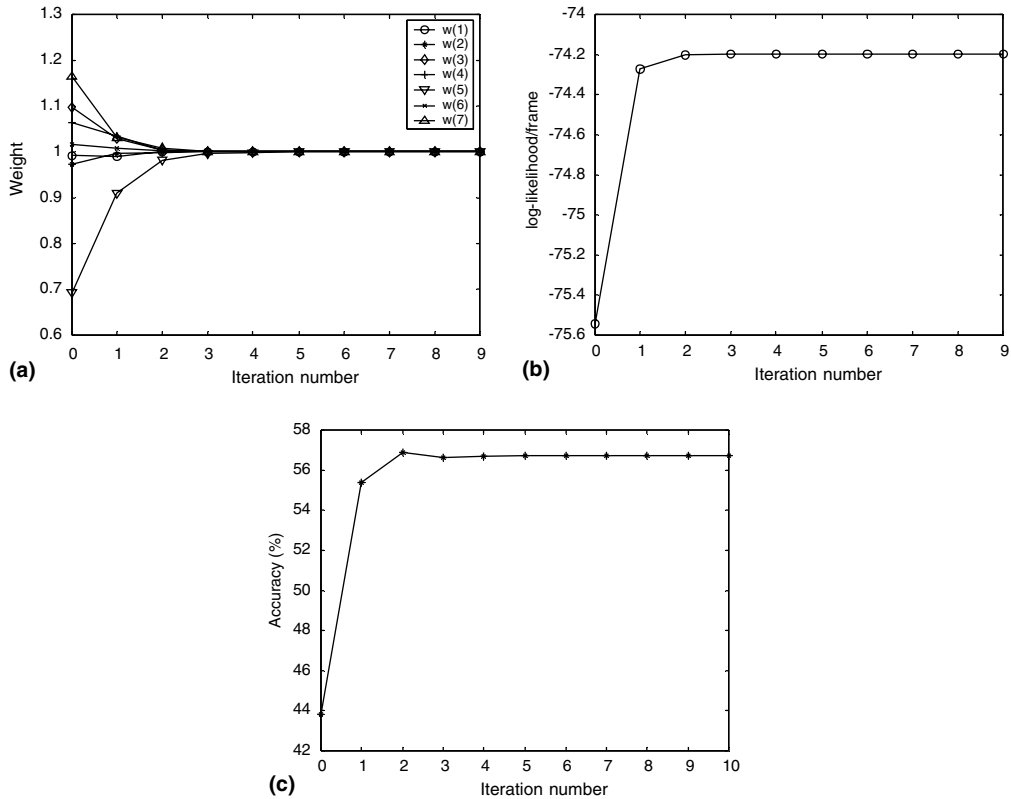 1.3
1.2
1.1
1
0.9
0.8
0.7
0.6
Weight
w(1)
w(2)
w(3)
w(4)
w(5)
w(6)
w(7)
0 1 2 3 4 5 6 7 8 9
Iteration number
(a)
-74
-74.2
-74.4
-74.6
-74.8
-75
-75.2
-75.4
-75.6
log-likelihood/frame
0 1 2 3 4 5 6 7 8 9
Iteration number
(b)
58
56
54
52
50
48
46
44
42
Accuracy (%)
0 1 2 3 4 5 6 7 8 9 10
Iteration number
(c)